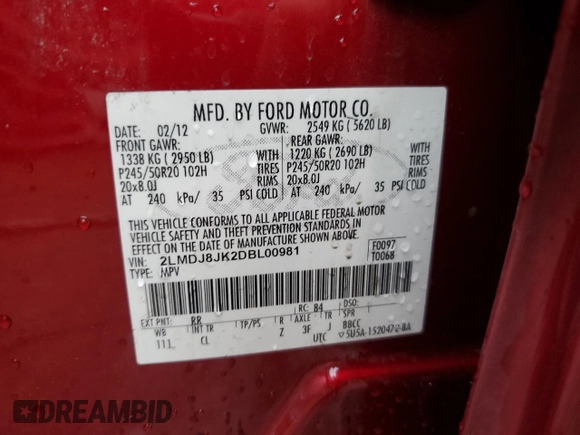 MFD. BY FORD MOTOR CO.
DATE: 02/12 GVWR: 2549 KG ( 5620 LB)
FRONT GAWR: REAR GAWR:
1338 KG ( 2950 LB) WITH 1220 KG ( 2690 LB) WITH
P245/50R20 102H TIRES P245/50R20 102H TIRES
20x8.0J RIMS 20x8.0J RIMS
AT 240 kPa/ 35 PSI COLD AT 240 kPa/ 35 PSI COLD
THIS VEHICLE CONFORMS TO ALL APPLICABLE FEDERAL MOTOR
VEHICLE SAFETY AND THEFT PREVENTION STANDARDS IN
EFFECT ON THE DATE OF MANUFACTURE SHOWN ABOVE.
VIN: 2LMDJ8JK2DBL00981 F0097
TYPE: MPV T0068
EXT PNT: RR RC: 84 DSO:
WB INT TR TP/PS R AXLE TR SPR
111 CL Z 3F J BBCC
UTC
DREAMBID